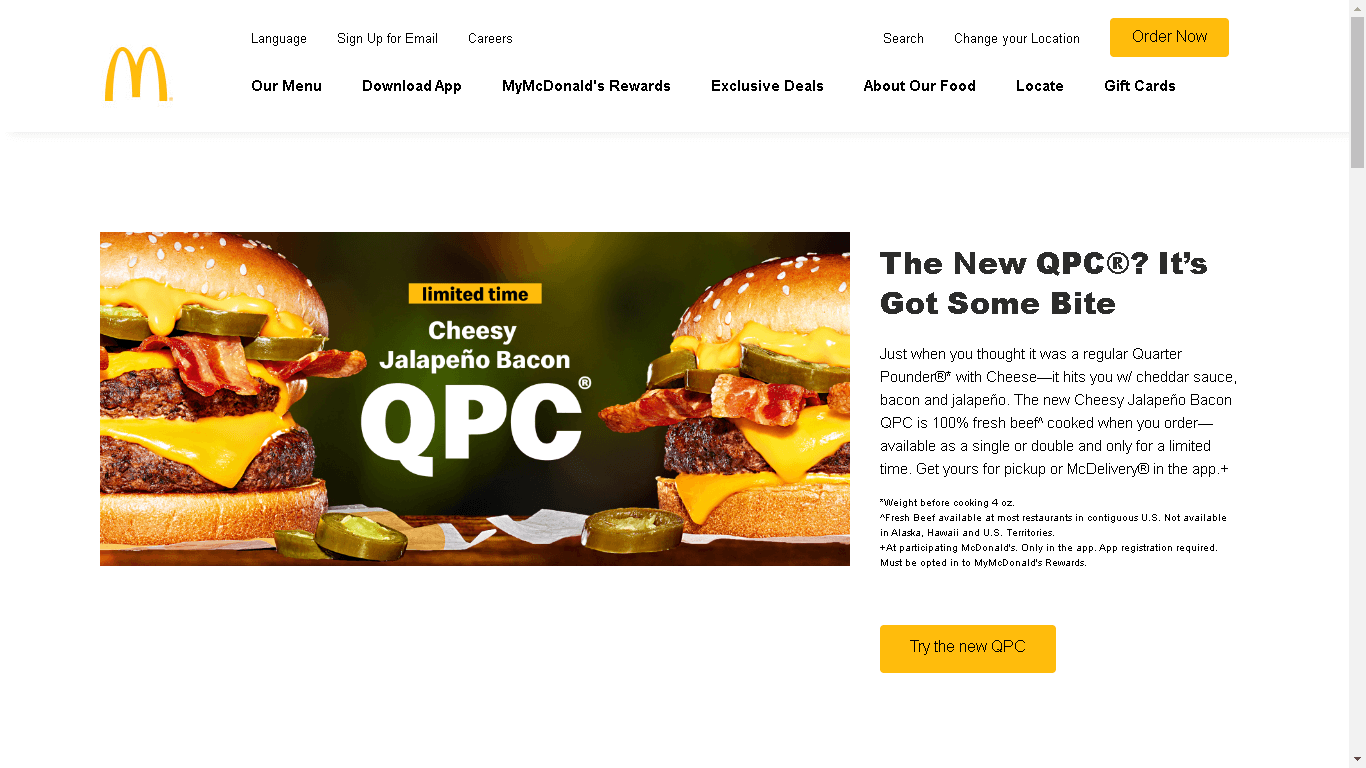 Language Sign Up for Email Careers Search Change your Location Order Now
Our Menu Download App MyMcDonald's Rewards Exclusive Deals About Our Food Locate Gift Cards
limited time
Cheesy
Jalapeño Bacon
QPC®
The New QPC®? It’s
Got Some Bite
Just when you thought it was a regular Quarter
Pounder®* with Cheese—it hits you w/ cheddar sauce,
bacon and jalapeño. The new Cheesy Jalapeño Bacon
QPC is 100% fresh beef^ cooked when you order—
available as a single or double and only for a limited
time. Get yours for pickup or McDelivery® in the app.+
*Weight before cooking 4 oz.
^Fresh Beef available at most restaurants in contiguous U.S. Not available
in Alaska, Hawaii and U.S. Territories.
+At participating McDonald's. Only in the app. App registration required.
Must be opted in to MyMcDonald's Rewards.
Try the new QPC